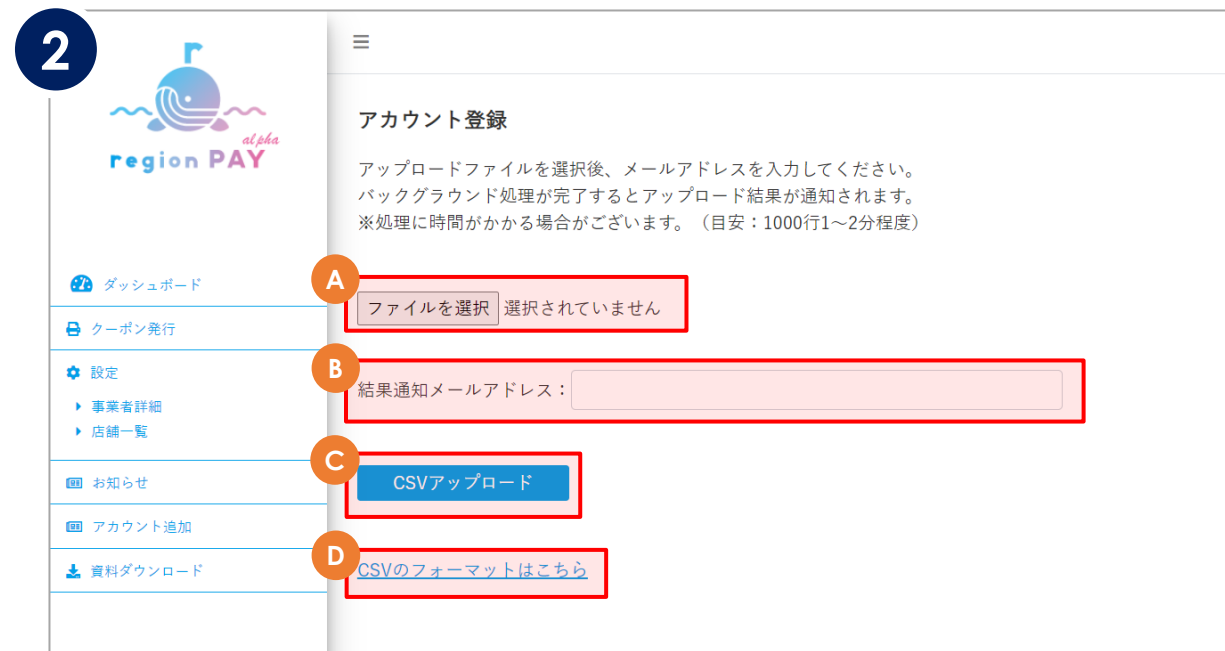 2
r
alpha
region PAY
ダッシュボード
クーポン発行
設定
事業者詳細
店舗一覧
お知らせ
アカウント追加
資料ダウンロード
アカウント登録
アップロードファイルを選択後、メールアドレスを入力してください。
バックグラウンド処理が完了するとアップロード結果が通知されます。
※処理に時間がかかる場合がございます。（目安：1000行1～2分程度）
A
ファイルを選択 選択されていません
B
結果通知メールアドレス：
C
CSVアップロード
D
CSVのフォーマットはこちら